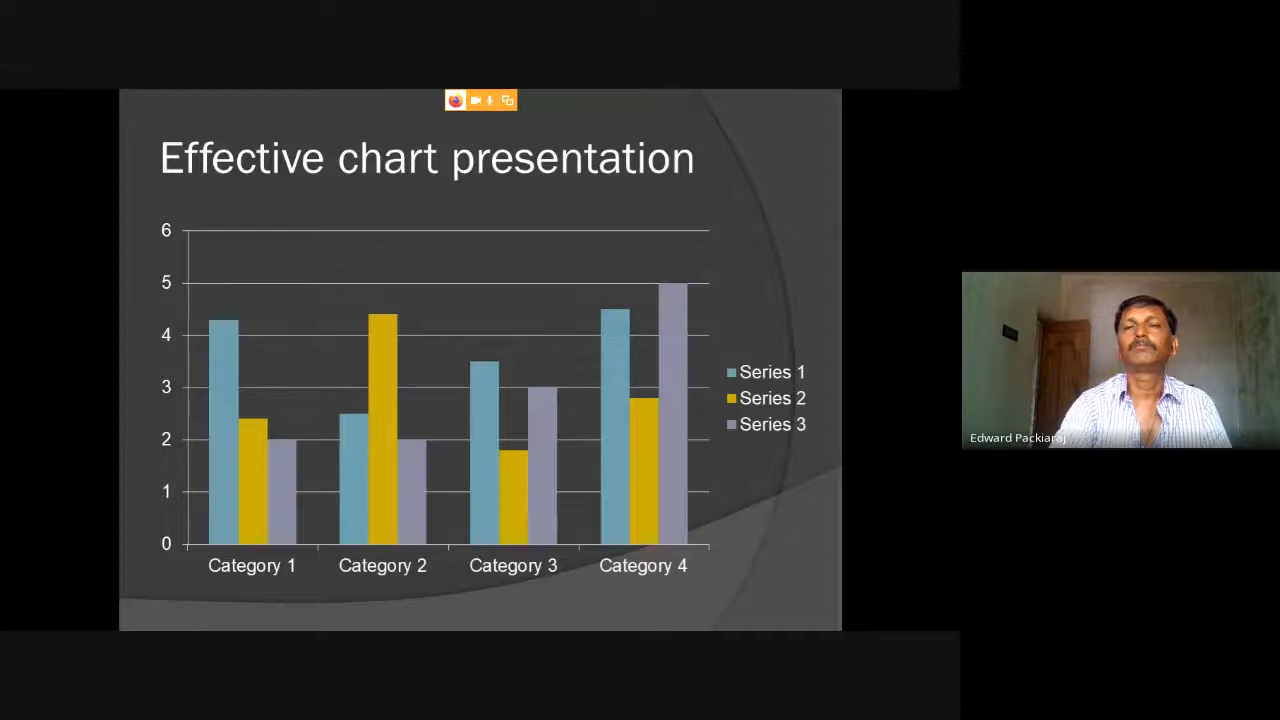 Effective chart presentation
6
5
4
3
2
1
0
Category 1 Category 2 Category 3 Category 4
Series 1
Series 2
Series 3
Edward Packiaraj